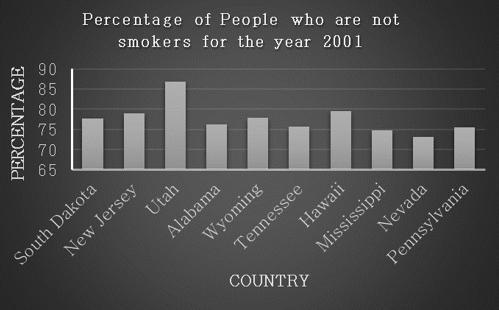 Percentage of People who are not
smokers for the year 2001
PERCENTAGE
90
85
80
75
70
65
South Dakota
New Jersey
Utah
Alabama
Wyoming
Tennessee
Hawaii
Mississippi
Nevada
Pennsylvania
COUNTRY